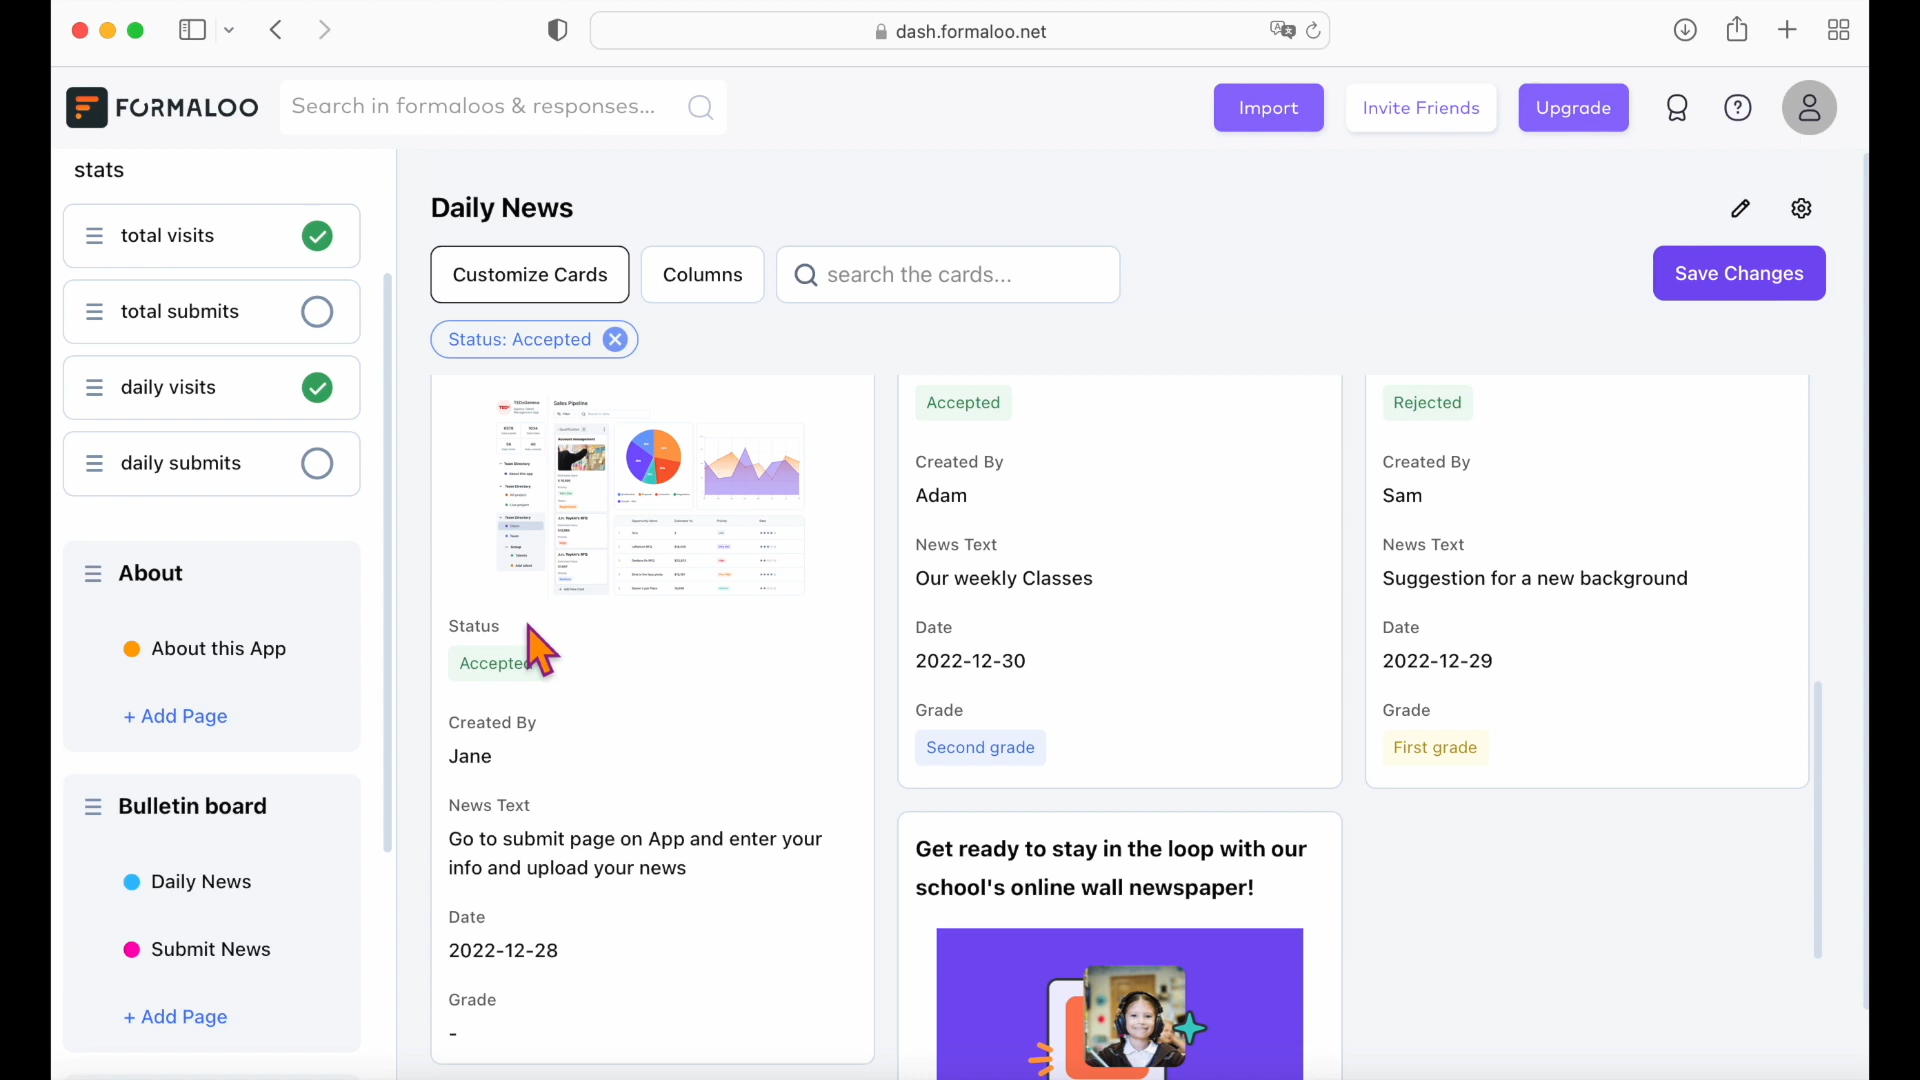 dash.formaloo.net
FORMALOO
Search in formaloos & responses...
Import
Invite Friends
Upgrade
stats
total visits
total submits
daily visits
daily submits
About
About this App
+ Add Page
Bulletin board
Daily News
Submit News
+ Add Page
Daily News
Customize Cards
Columns
search the cards...
Save Changes
Status: Accepted
Sales Pipeline
Status
Accepted
Created By
Jane
News Text
Go to submit page on App and enter your
info and upload your news
Date
2022-12-28
Grade
-
Accepted
Created By
Adam
News Text
Our weekly Classes
Date
2022-12-30
Grade
Second grade
Get ready to stay in the loop with our
school's online wall newspaper!
Rejected
Created By
Sam
News Text
Suggestion for a new background
Date
2022-12-29
Grade
First grade